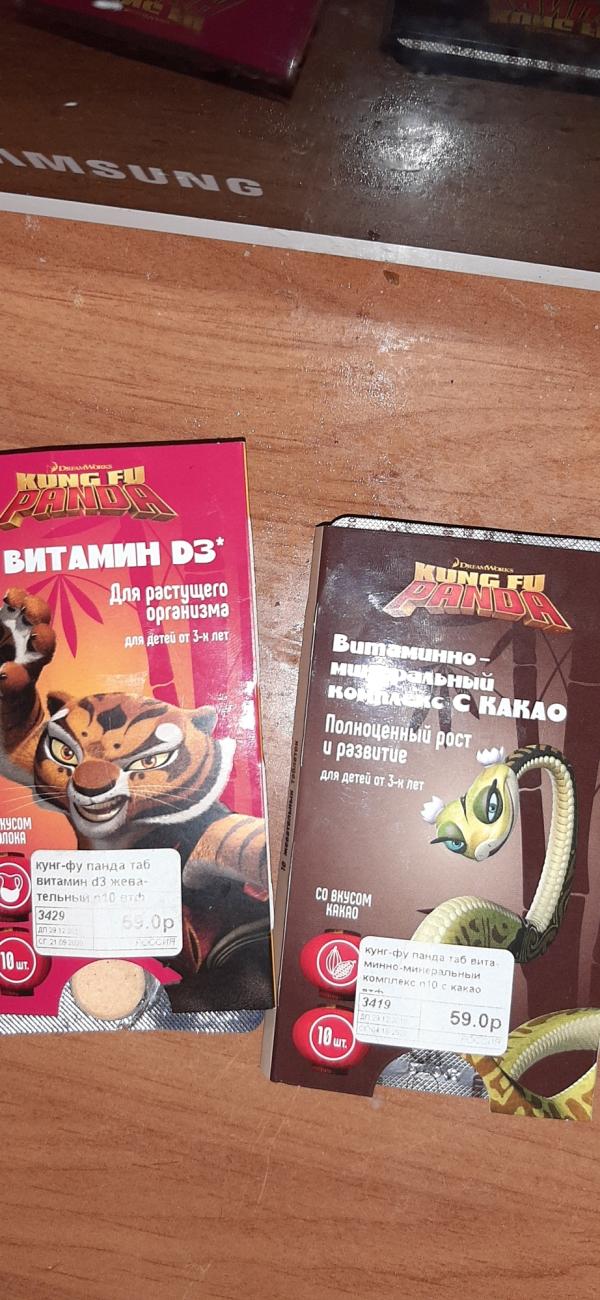 SAMSUNG
DREAMWORKS
KUNG FU
PANDA
ВИТАМИН D3*
Для растущего
организма
для детей от 3-х лет
кунг-фу панда таб
витамин d3 жева-
тельный n10 втф
3429
59.0р
РОССИЯ
10 шт.
DREAMWORKS
KUNG FU
PANDA
Витаминно-
минеральный
комплекс С КАКАО
Полноценный рост
и развитие
для детей от 3-х лет
СО ВКУСОМ
КАКАО
кунг-фу панда таб вита-
минно-минеральный
комплекс n10 с какао
3419
59.0р
10 шт.